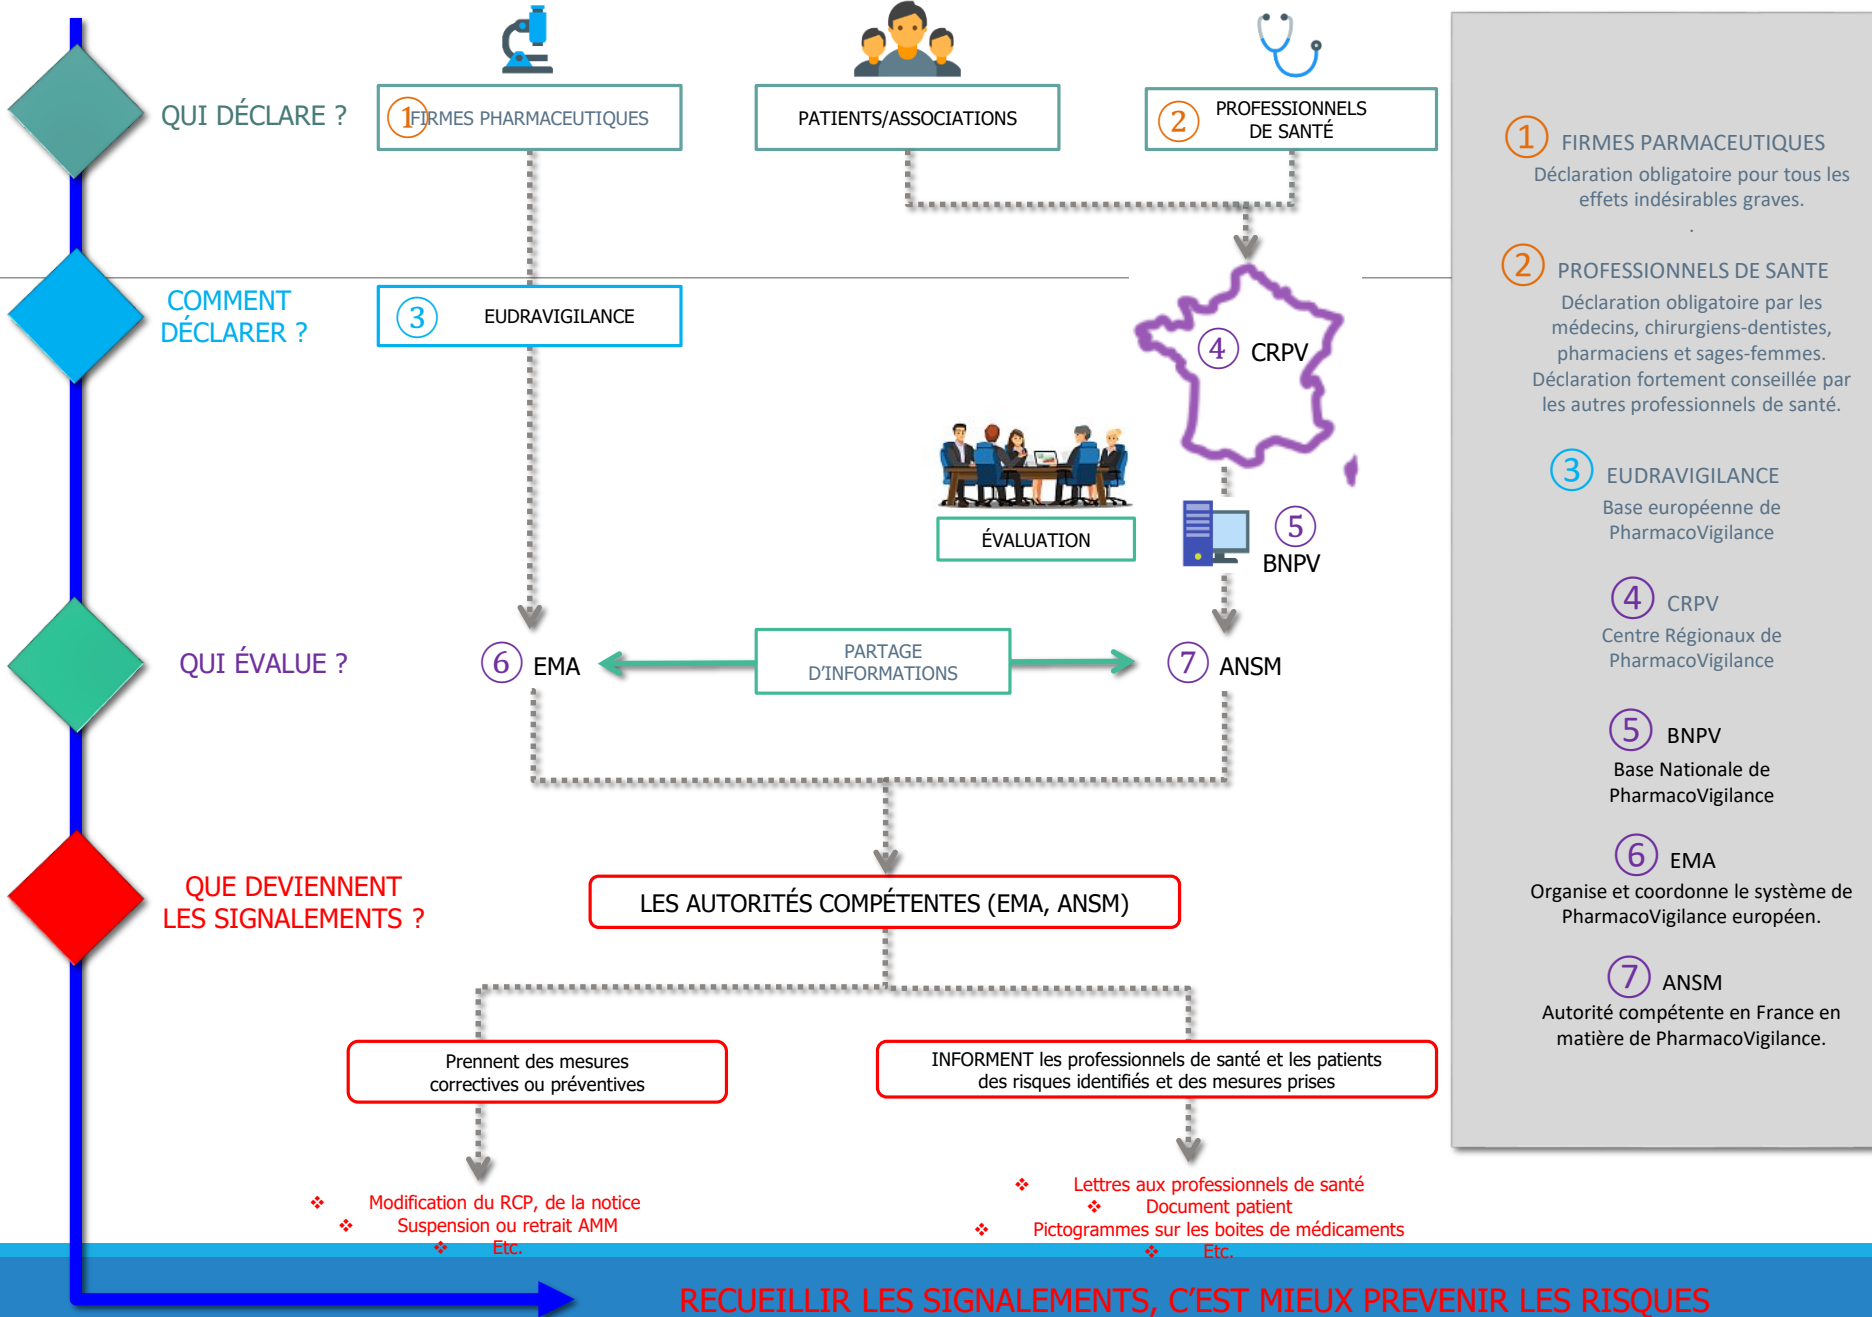 QUI DÉCLARE ?
1
FIRMES PHARMACEUTIQUES
PATIENTS/ASSOCIATIONS
2
PROFESSIONNELS
DE SANTÉ
COMMENT
DÉCLARER ?
3
EUDRAVIGILANCE
4
CRPV
ÉVALUATION
5
BNPV
QUI ÉVALUE ?
6
EMA
PARTAGE
D'INFORMATIONS
7
ANSM
QUE DEVIENNENT
LES SIGNALEMENTS ?
LES AUTORITÉS COMPÉTENTES (EMA, ANSM)
Prennent des mesures
correctives ou préventives
INFORMENT les professionnels de santé et les patients
des risques identifiés et des mesures prises
❖ Modification du RCP, de la notice
❖ Suspension ou retrait AMM
❖ Etc.
❖ Lettres aux professionnels de santé
❖ Document patient
❖ Pictogrammes sur les boites de médicaments
❖ Etc.
RECUEILLIR LES SIGNALEMENTS, C'EST MIEUX PREVENIR LES RISQUES
1 FIRMES PARMACEUTIQUES
Déclaration obligatoire pour tous les
effets indésirables graves.
.
2 PROFESSIONNELS DE SANTE
Déclaration obligatoire par les
médecins, chirurgiens-dentistes,
pharmaciens et sages-femmes.
Déclaration fortement conseillée par
les autres professionnels de santé.
3 EUDRAVIGILANCE
Base européenne de
PharmacoVigilance
4 CRPV
Centre Régionaux de
PharmacoVigilance
5 BNPV
Base Nationale de
PharmacoVigilance
6 EMA
Organise et coordonne le système de
PharmacoVigilance européen.
7 ANSM
Autorité compétente en France en
matière de PharmacoVigilance.